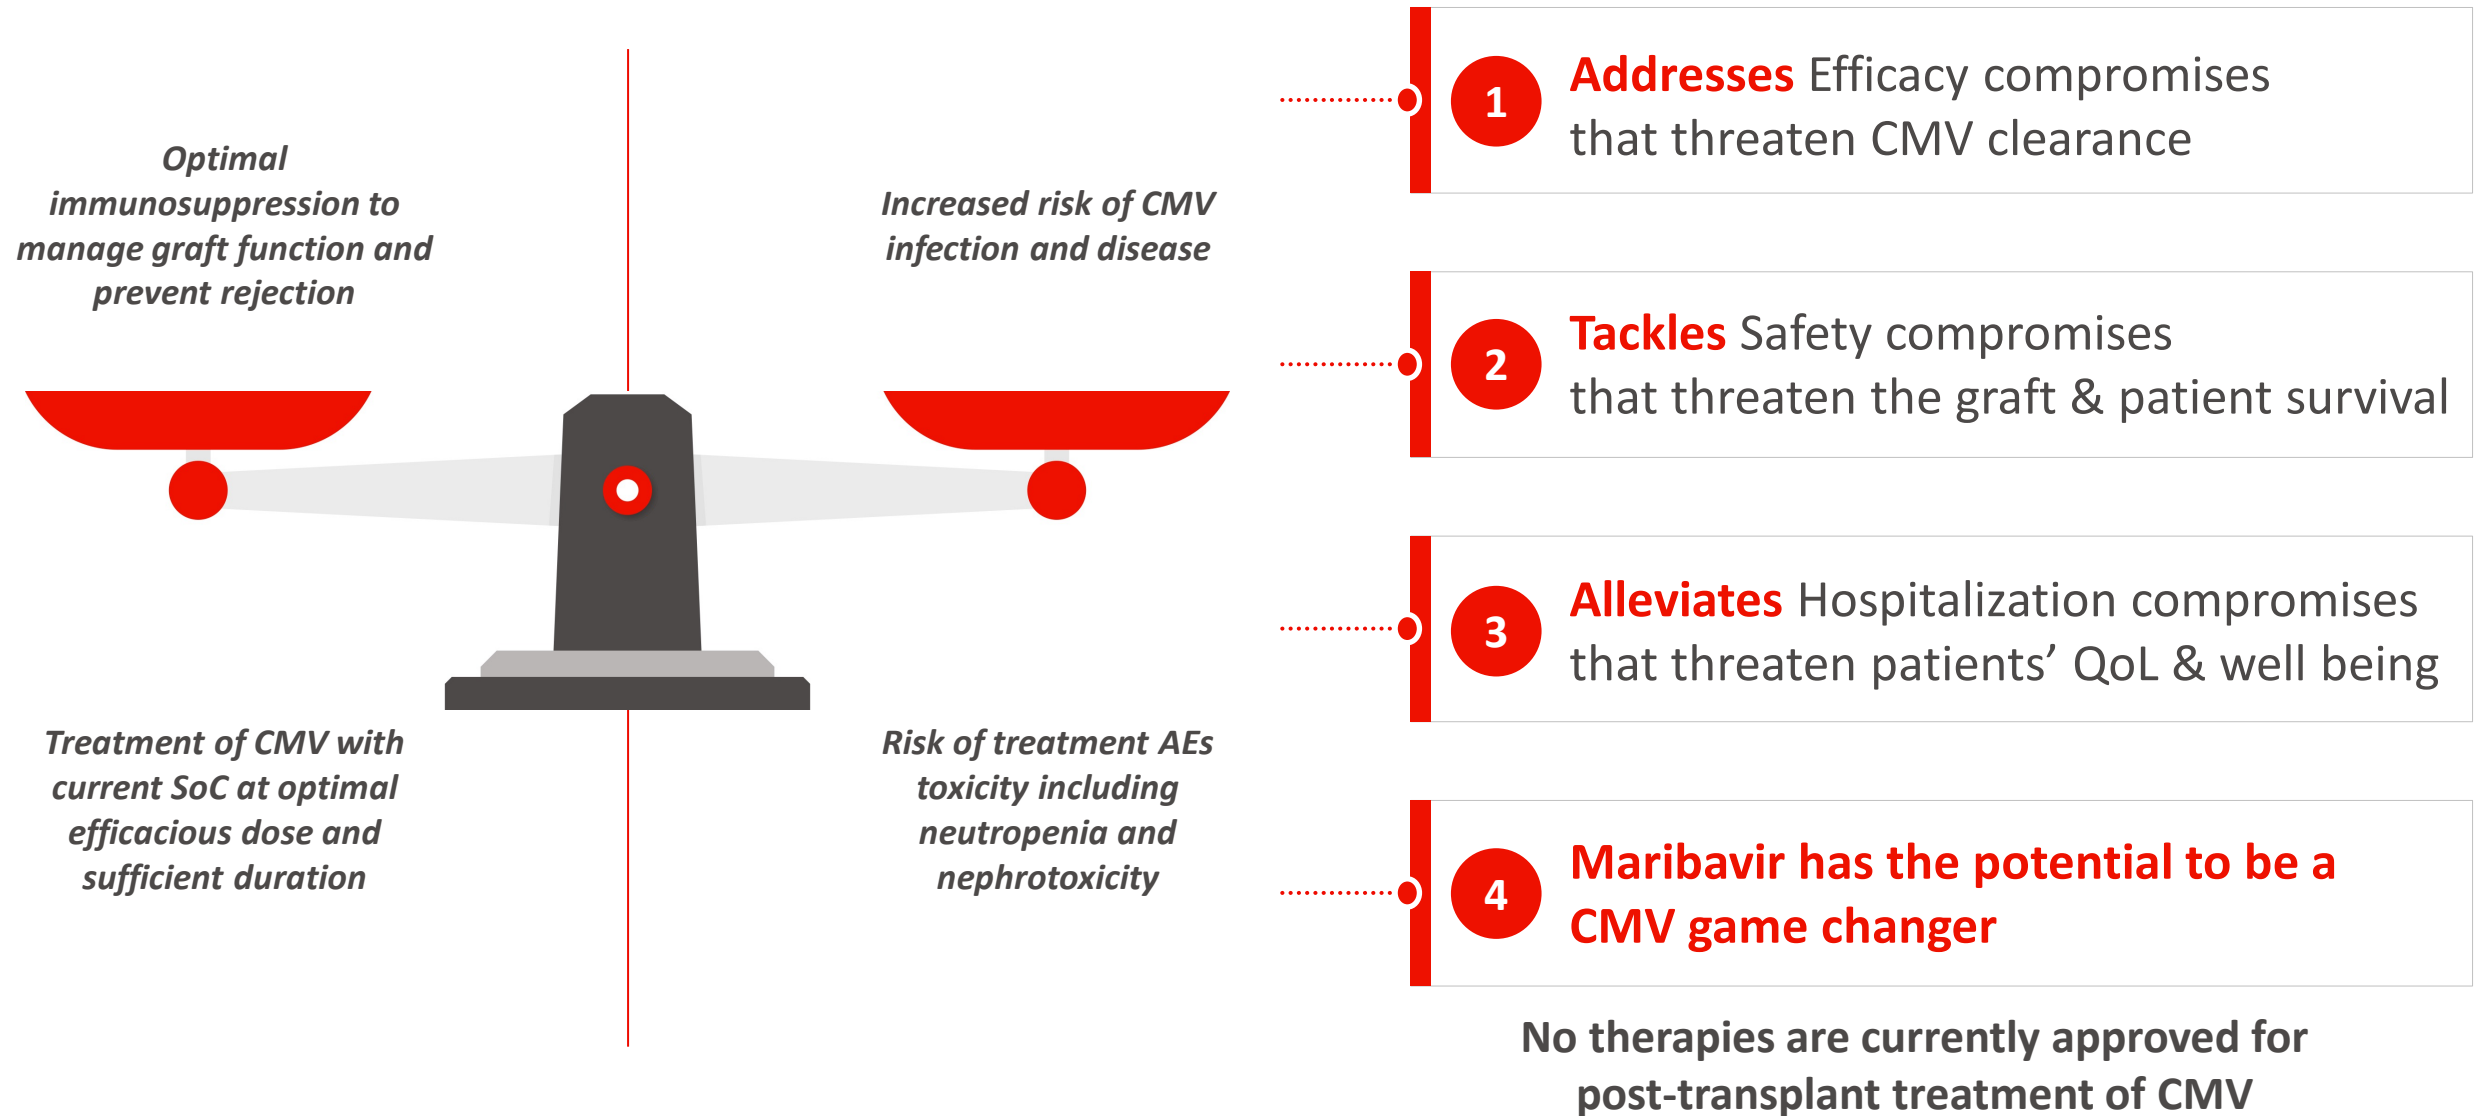 Optimal
immunosuppression to
manage graft function and
prevent rejection
Increased risk of CMV
infection and disease
Treatment of CMV with
current SoC at optimal
efficacious dose and
sufficient duration
Risk of treatment AEs
toxicity including
neutropenia and
nephrotoxicity
1
Addresses Efficacy compromises
that threaten CMV clearance
2
Tackles Safety compromises
that threaten the graft & patient survival
3
Alleviates Hospitalization compromises
that threaten patients’ QoL & well being
4
Maribavir has the potential to be a
CMV game changer
No therapies are currently approved for
post-transplant treatment of CMV